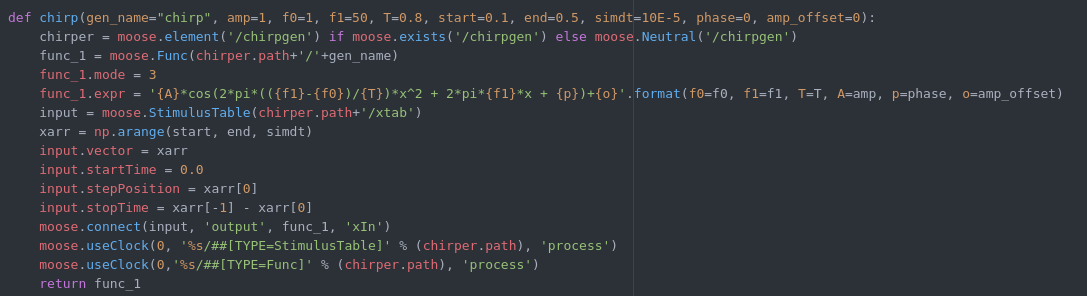 def chirp(gen_name="chirp", amp=1, f0=1, f1=50, T=0.8, start=0.1, end=0.5, simdt=10E-5, phase=0, amp_offset=0):
    chirper = moose.element('/chirpgen') if moose.exists('/chirpgen') else moose.Neutral('/chirpgen')
    func_1 = moose.Func(chirper.path+'/'+gen_name)
    func_1.mode = 3
    func_1.expr = '{A}*cos(2*pi*(({f1}-{f0})/{T})*x^2 + 2*pi*{f1}*x + {p})+{o}'.format(f0=f0, f1=f1, T=T, A=amp, p=phase, o=amp_offset)
    input = moose.StimulusTable(chirper.path+'/xtab')
    xarr = np.arange(start, end, simdt)
    input.vector = xarr
    input.startTime = 0.0
    input.stepPosition = xarr[0]
    input.stopTime = xarr[-1] - xarr[0]
    moose.connect(input, 'output', func_1, 'xIn')
    moose.useClock(0, '%s/##[TYPE=StimulusTable]' % (chirper.path), 'process')
    moose.useClock(0,'%s/##[TYPE=Func]' % (chirper.path), 'process')
    return func_1